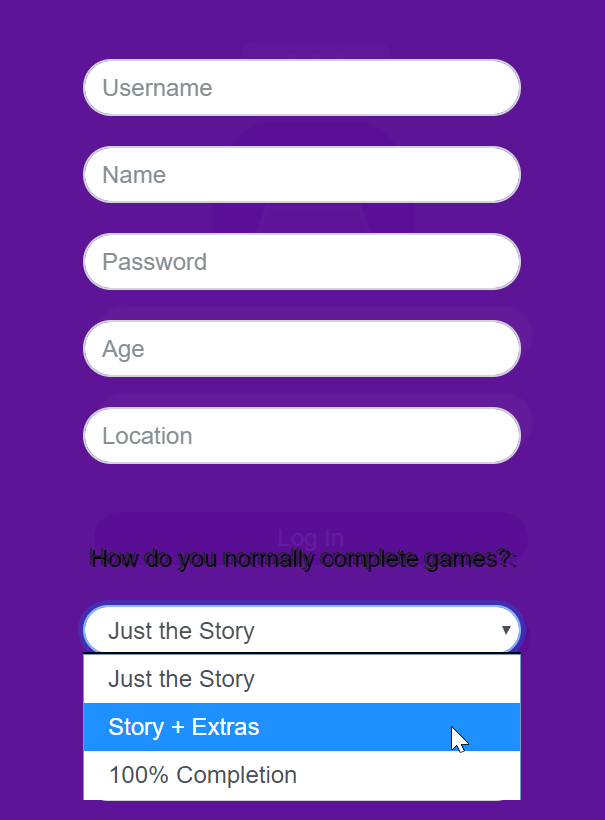 Username
Name
Password
Age
Location
Log In
How do you normally complete games?:
Just the Story
Just the Story
Story + Extras
100% Completion